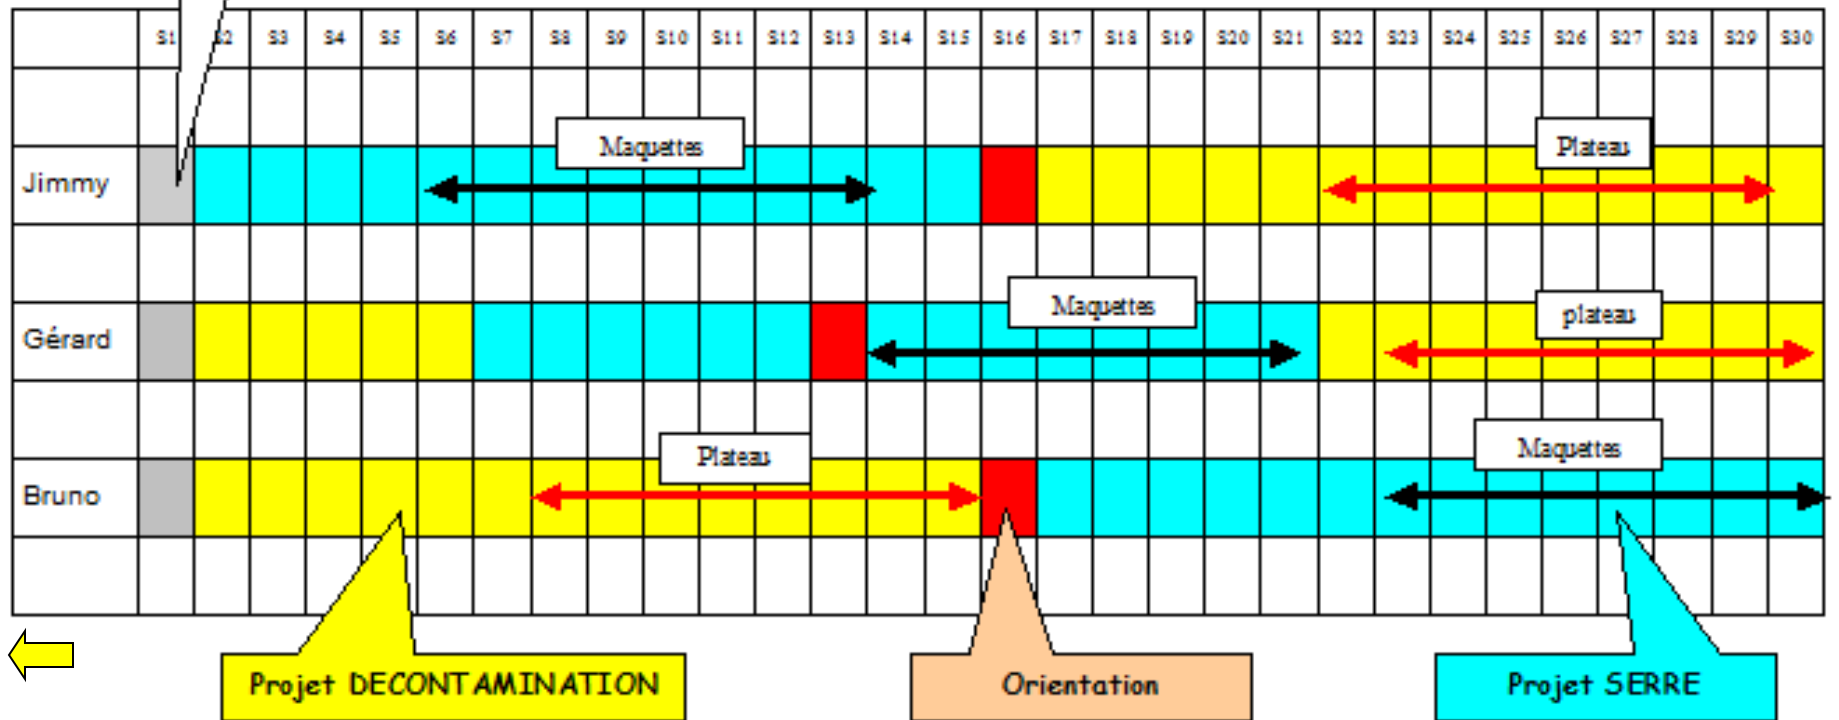 S1 S2 S3 S4 S5 S6 S7 S8 S9 S10 S11 S12 S13 S14 S15 S16 S17 S18 S19 S20 S21 S22 S23 S24 S25 S26 S27 S28 S29 S30
Maquettes Plateau
Jimmy
Maquettes plateau
Gérard
Plateau Maquettes
Bruno
Projet DECONTAMINATION Orientation Projet SERRE